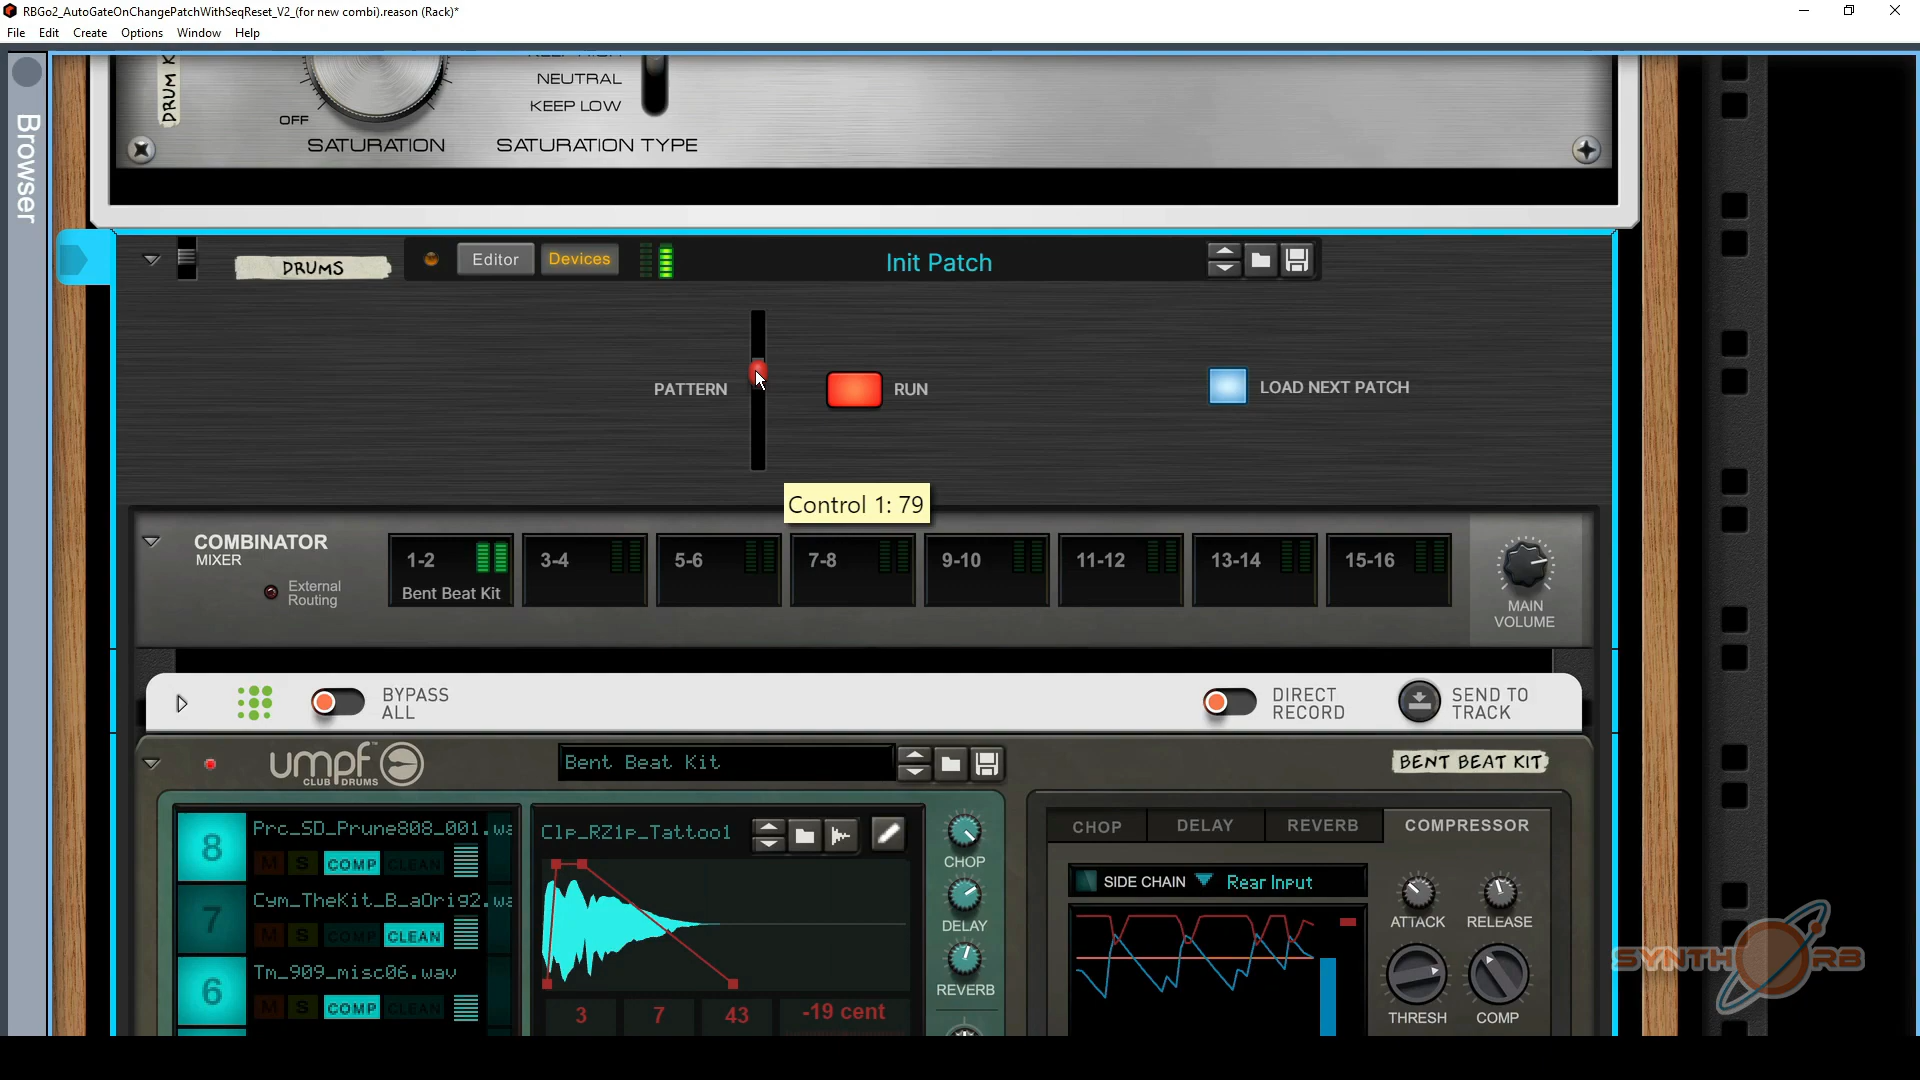 RBGo2_AutoGateOnChangePatchWithSeqReset_V2_(for new combi).reason (Rack)*
File Edit Create Options Window Help
Browser
DRUM
OFF
SATURATION
NEUTRAL
KEEP LOW
SATURATION TYPE
DRUMS
Editor
Devices
Init Patch
PATTERN
RUN
LOAD NEXT PATCH
Control 1: 79
COMBINATOR
MIXER
External
Routing
1-2
Bent Beat Kit
3-4
5-6
7-8
9-10
11-12
13-14
15-16
MAIN
VOLUME
BYPASS
ALL
DIRECT
RECORD
SEND TO
TRACK
umpf
CLUB DRUMS
Bent Beat Kit
BENT BEAT KIT
8
Prc_SD_Prune808_001.wa
M S COMP CLEAN
7
Cym_TheKit_B_aOrig2.wa
M S COMP CLEAN
6
Tm_909_misc06.wav
M S COMP CLEAN
Clp_RZ1p_Tattoo1
3
7
43
-19 cent
CHOP
DELAY
REVERB
CHOP
DELAY
REVERB
COMPRESSOR
SIDE CHAIN
Rear Input
ATTACK
RELEASE
THRESH
COMP
SYNTH RB